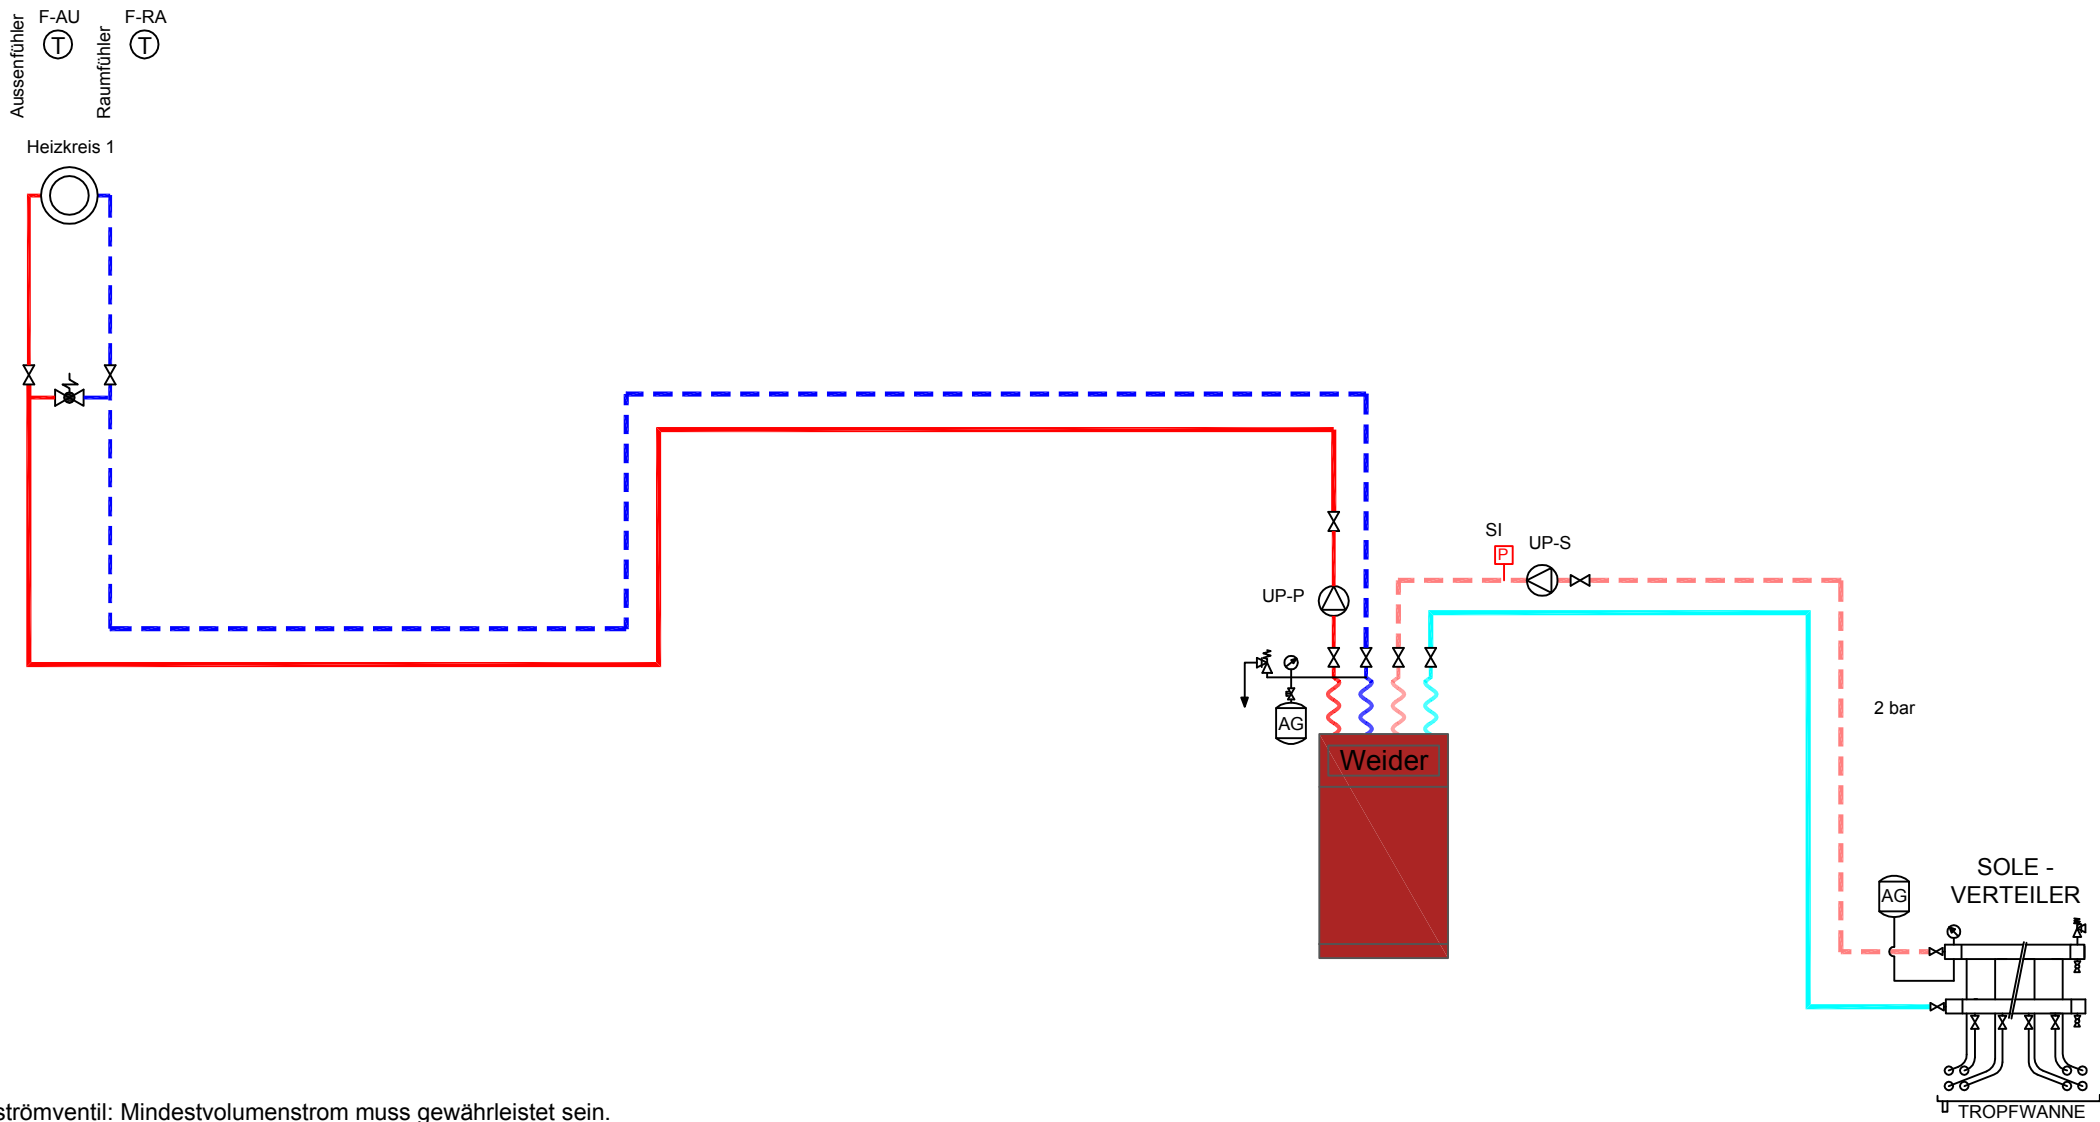 F-AU
F-RA
Aussenfühler
T
Raumfühler
T
Heizkreis 1
SI
P
UP-S
UP-P
AG
Weider
2 bar
SOLE -
VERTEILER
AG
strömventil: Mindestvolumenstrom muss gewährleistet sein.
TROPFWANNE